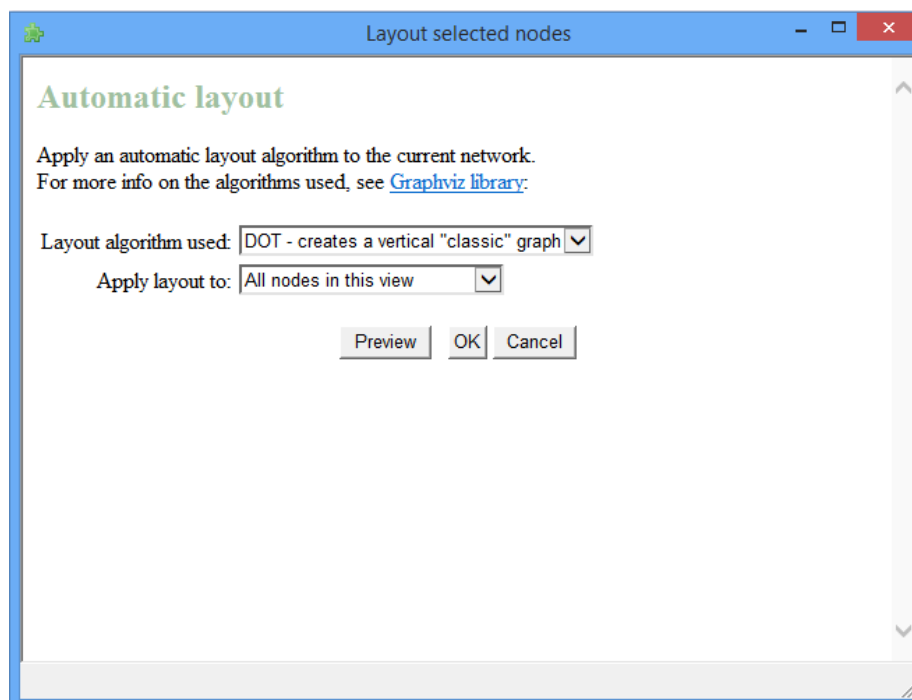 Layout selected nodes
Automatic layout
Apply an automatic layout algorithm to the current network.
For more info on the algorithms used, see Graphviz library:
Layout algorithm used: DOT - creates a vertical "classic" graph
Apply layout to: All nodes in this view
Preview OK Cancel